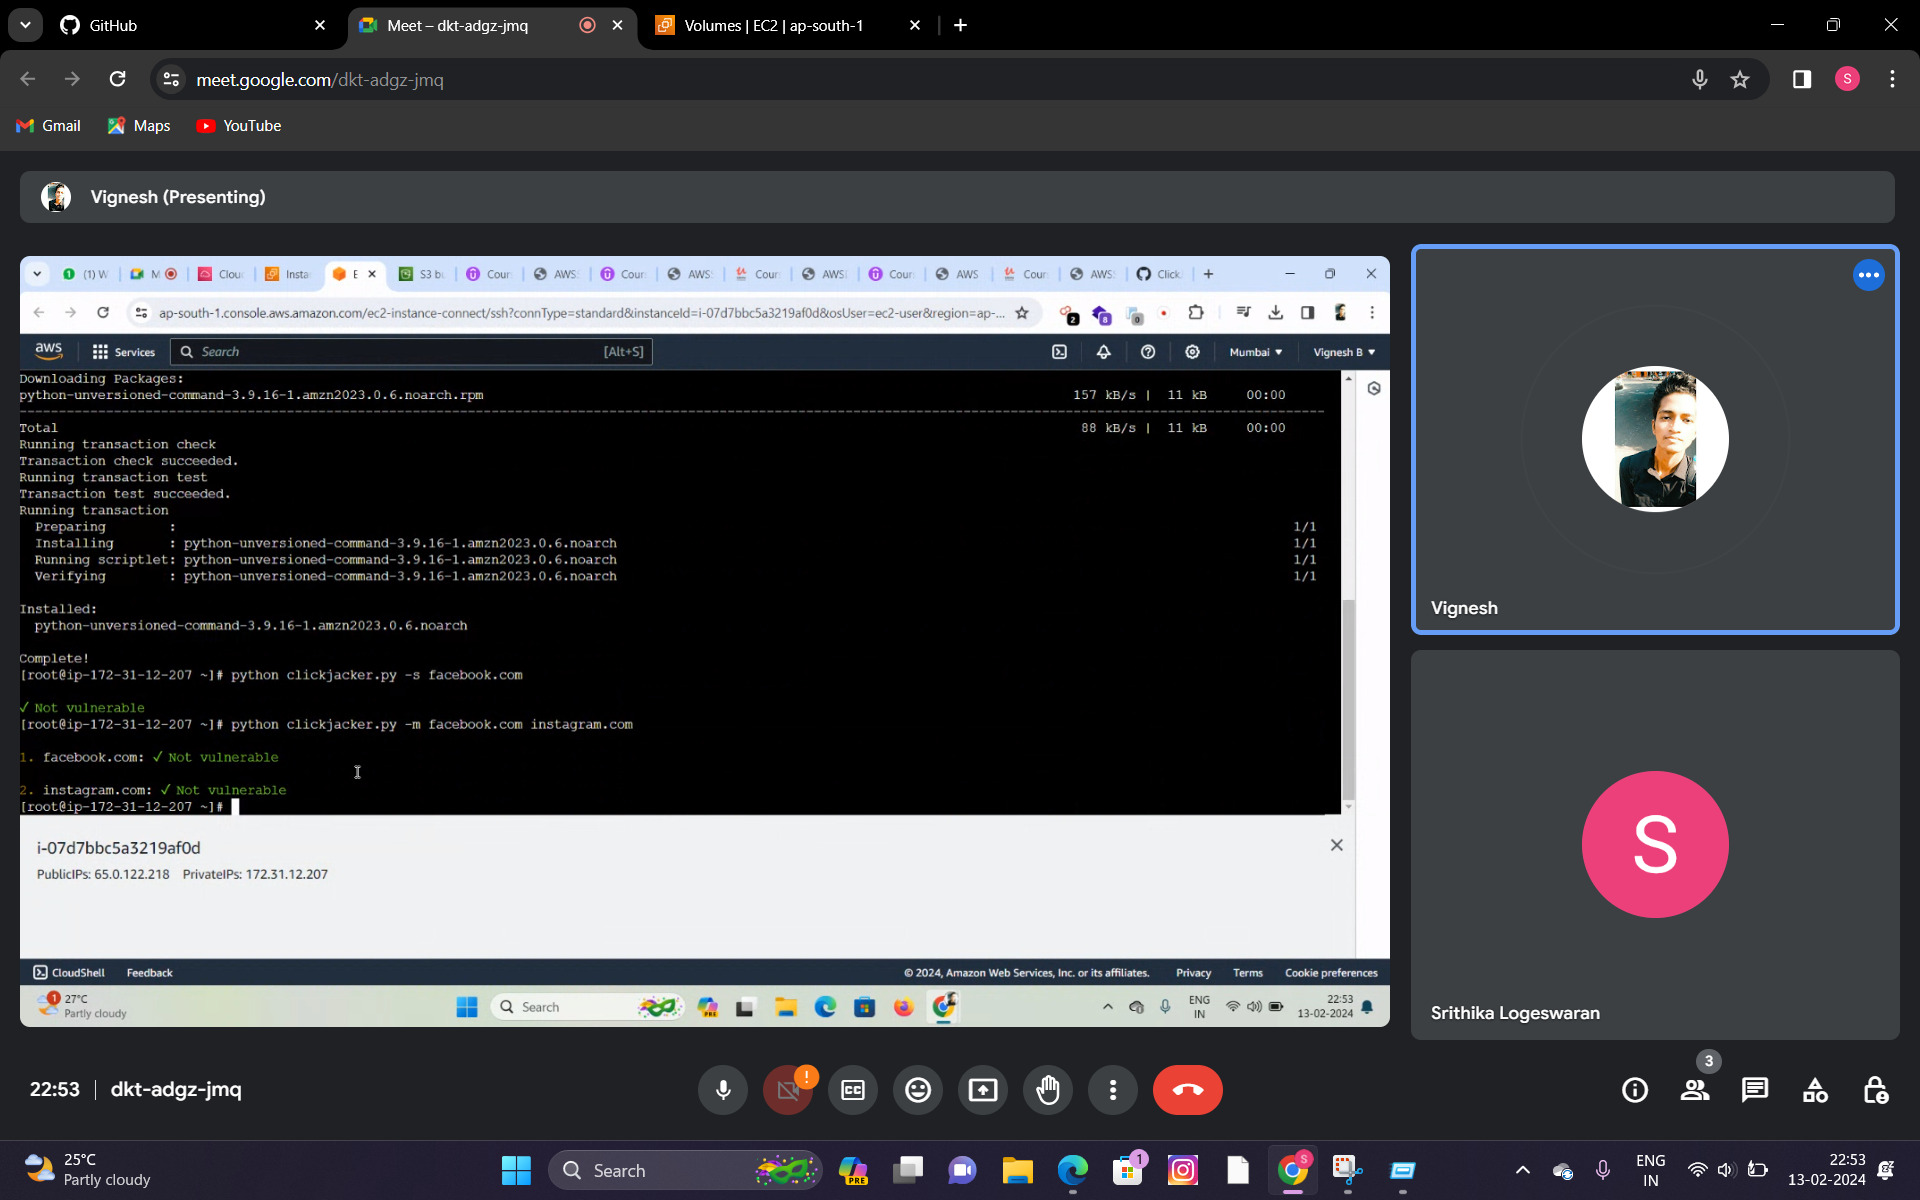 GitHub
Meet – dkt-adgz-jmq
Volumes | EC2 | ap-south-1
meet.google.com/dkt-adgz-jmq
S
Gmail
Maps
YouTube
Vignesh (Presenting)
(1) W
M
Clou
Insta
E
S3 bu
Cour
AWS
Cour
AWS
Cour
AWS
Cour
AWS
Cour
AWS
Click
ap-south-1.console.aws.amazon.com/ec2-instance-connect/ssh?connType=standard&instanceId=i-07d7bbc5a3219af0d&osUser=ec2-user&region=ap-...
2
8
0
aws
Services
Search
[Alt+S]
Mumbai
Vignesh B
Downloading Packages:
python-unversioned-command-3.9.16-1.amzn2023.0.6.noarch.rpm 157 kB/s | 11 kB 00:00
Total 88 kB/s | 11 kB 00:00
Running transaction check
Transaction check succeeded.
Running transaction test
Transaction test succeeded.
Running transaction
Preparing : 1/1
Installing : python-unversioned-command-3.9.16-1.amzn2023.0.6.noarch 1/1
Running scriptlet: python-unversioned-command-3.9.16-1.amzn2023.0.6.noarch 1/1
Verifying : python-unversioned-command-3.9.16-1.amzn2023.0.6.noarch 1/1
Installed:
python-unversioned-command-3.9.16-1.amzn2023.0.6.noarch
Complete!
[root@ip-172-31-12-207 ~]# python clickjacker.py -s facebook.com
✓ Not vulnerable
[root@ip-172-31-12-207 ~]# python clickjacker.py -m facebook.com instagram.com
1. facebook.com: ✓ Not vulnerable
2. instagram.com: ✓ Not vulnerable
[root@ip-172-31-12-207 ~]#
i-07d7bbc5a3219af0d
PublicIPs: 65.0.122.218 PrivateIPs: 172.31.12.207
CloudShell
Feedback
© 2024, Amazon Web Services, Inc. or its affiliates.
Privacy
Terms
Cookie preferences
1
27°C
Partly cloudy
Search
PRE
ENG
IN
22:53
13-02-2024
Vignesh
S
Srithika Logeswaran
22:53 | dkt-adgz-jmq
!
CC
3
25°C
Partly cloudy
Search
PRE
1
S
ENG
IN
22:53
13-02-2024